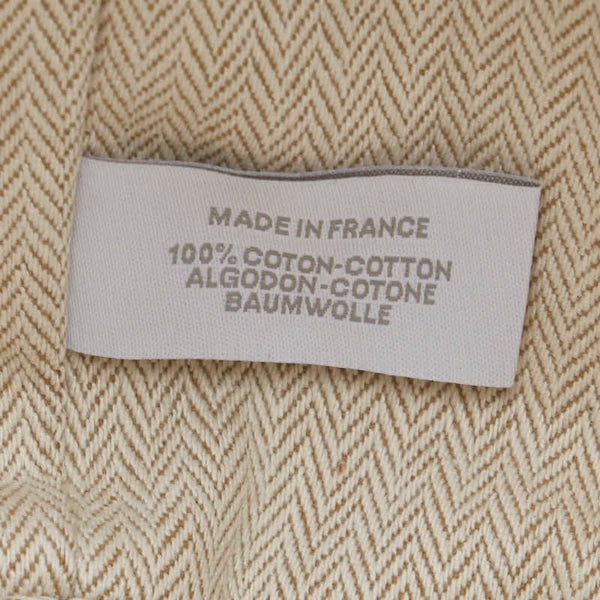 MADE IN FRANCE
100% COTON-COTTON
ALGODON-COTONE
BAUMWOLLE